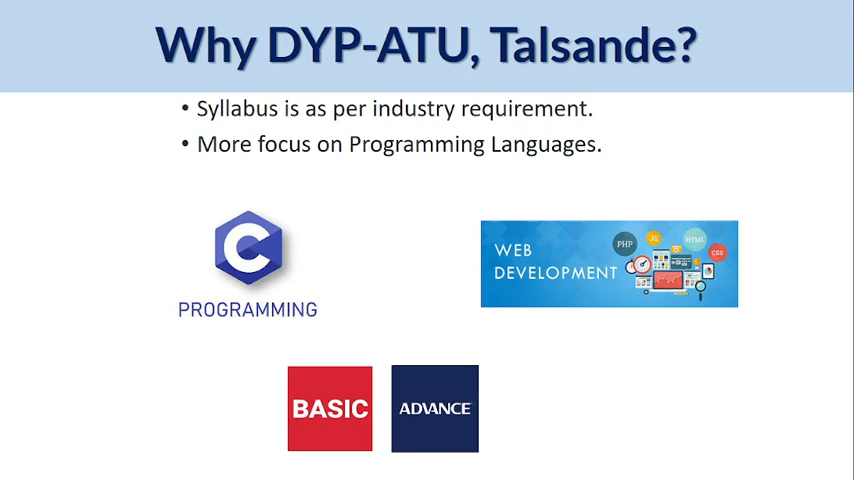 Why DYP-ATU, Talsande?
• Syllabus is as per industry requirement.
• More focus on Programming Languages.
C
PROGRAMMING
WEB
DEVELOPMENT
PHP
JS
HTML
CSS
BASIC
ADVANCE